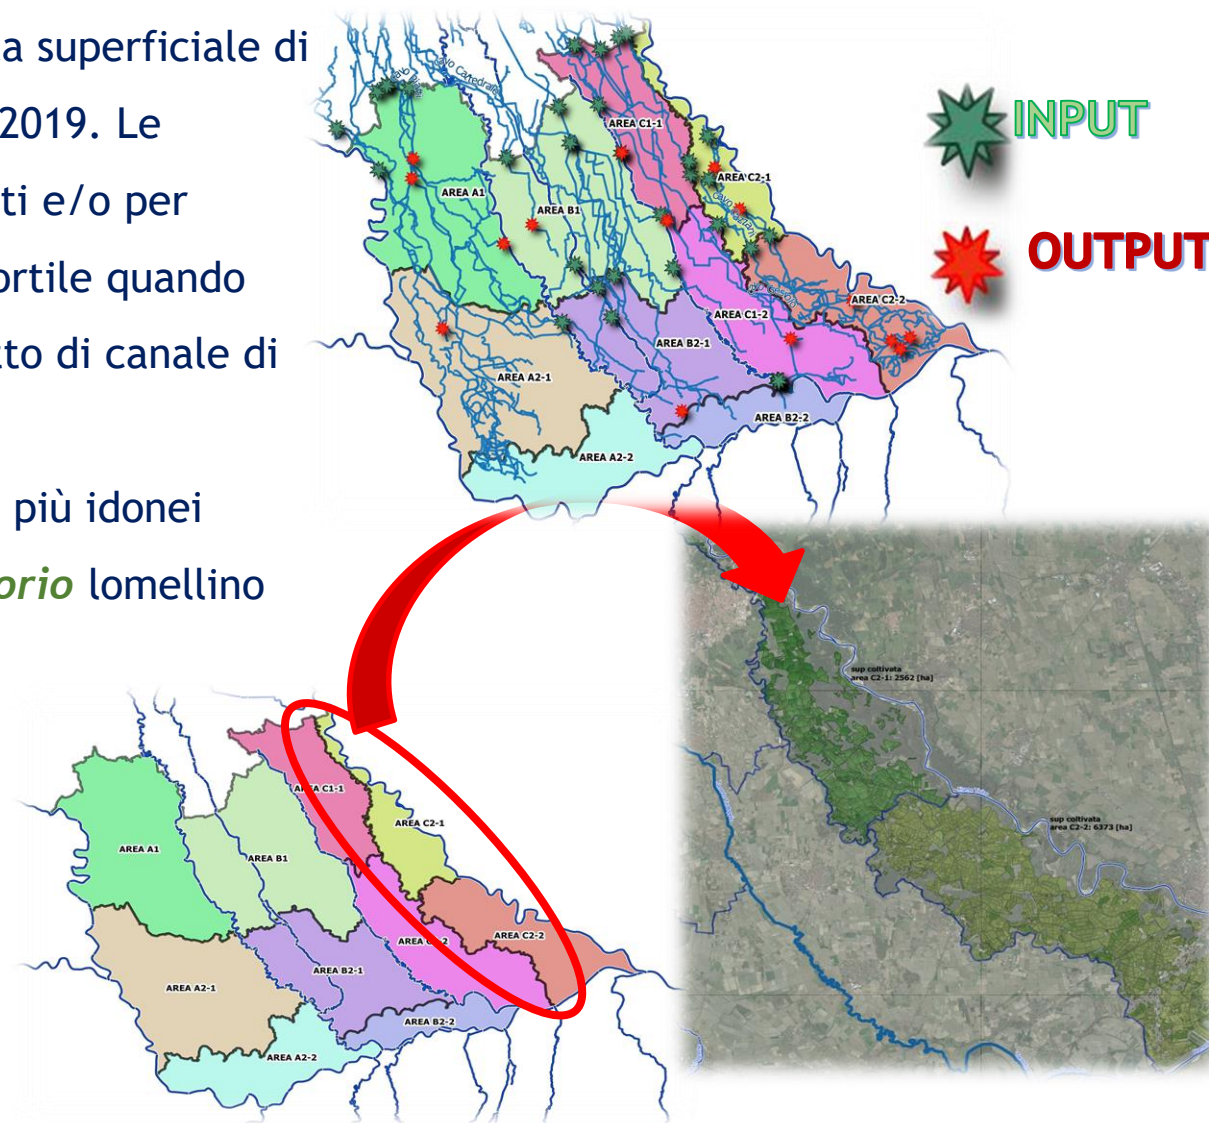 a superficiale di
2019. Le
ti e/o per
ortile quando
tto di canale di
più idonei
orio lomellino
INPUT
OUTPUT
AREA C1-1
AREA C2-1
AREA A1
AREA B1
AREA C2-2
AREA C1-2
AREA B2-1
AREA A2-1
AREA B2-2
AREA A2-2
sup coltivata
area C2-1: 2562 [ha]
sup coltivata
area C2-2: 6373 [ha]
AREA C1-1
AREA C2-1
AREA A1
AREA B1
AREA C2-2
AREA B2-1
AREA A2-1
AREA B2-2
AREA A2-2